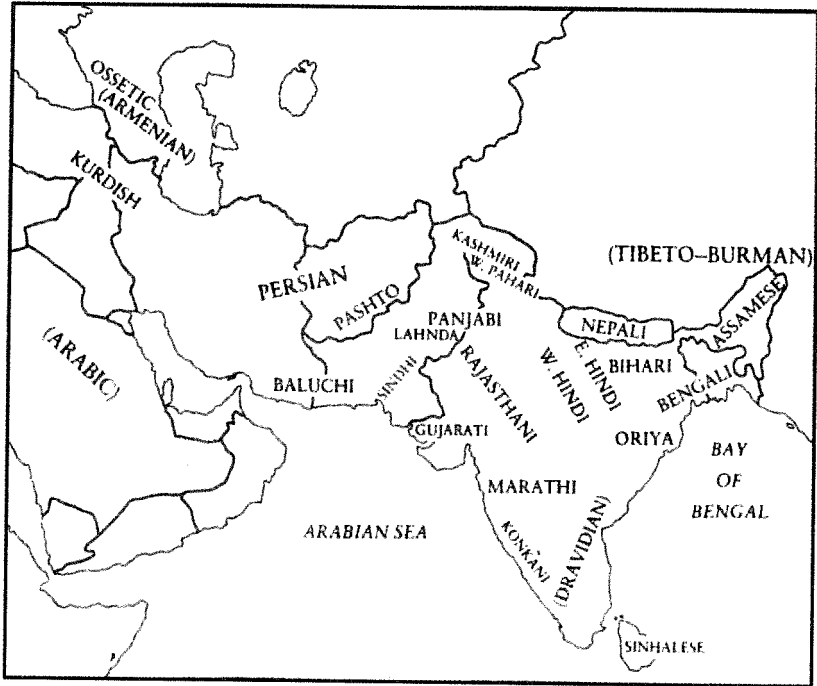 OSSETIC
(ARMENIAN)
KURDISH
KASHMIRI
W. PAHARI
(TIBETO–BURMAN)
PERSIAN
PASHTO
PANJABI
LAHNDA
NEPALI
ASSAMESE
(ARABIC)
BALUCHI
SINDHI
RAJASTHANI
W. HINDI
E. HINDI
BIHARI
BENGALI
GUJARATI
ORIYA
BAY
OF
BENGAL
MARATHI
ARABIAN SEA
KONKĀNI
(DRAVIDIAN)
SINHALESE